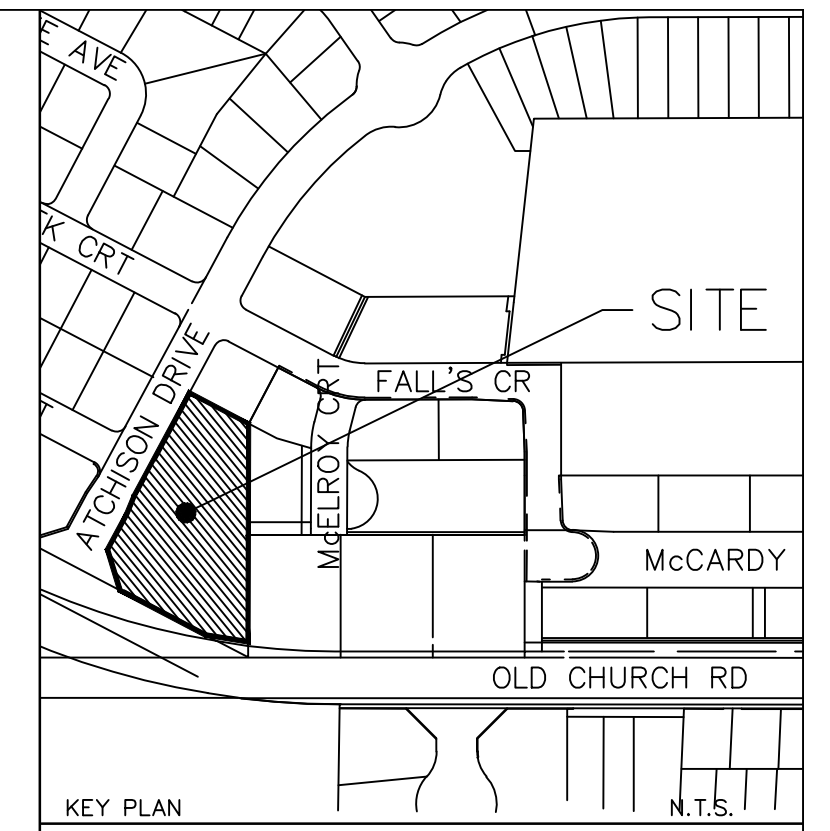 E AVE
K CRT
SITE
FALL'S CR
ATCHISON DRIVE
McELROY CRT
McCARDY
OLD CHURCH RD
KEY PLAN
N.T.S.